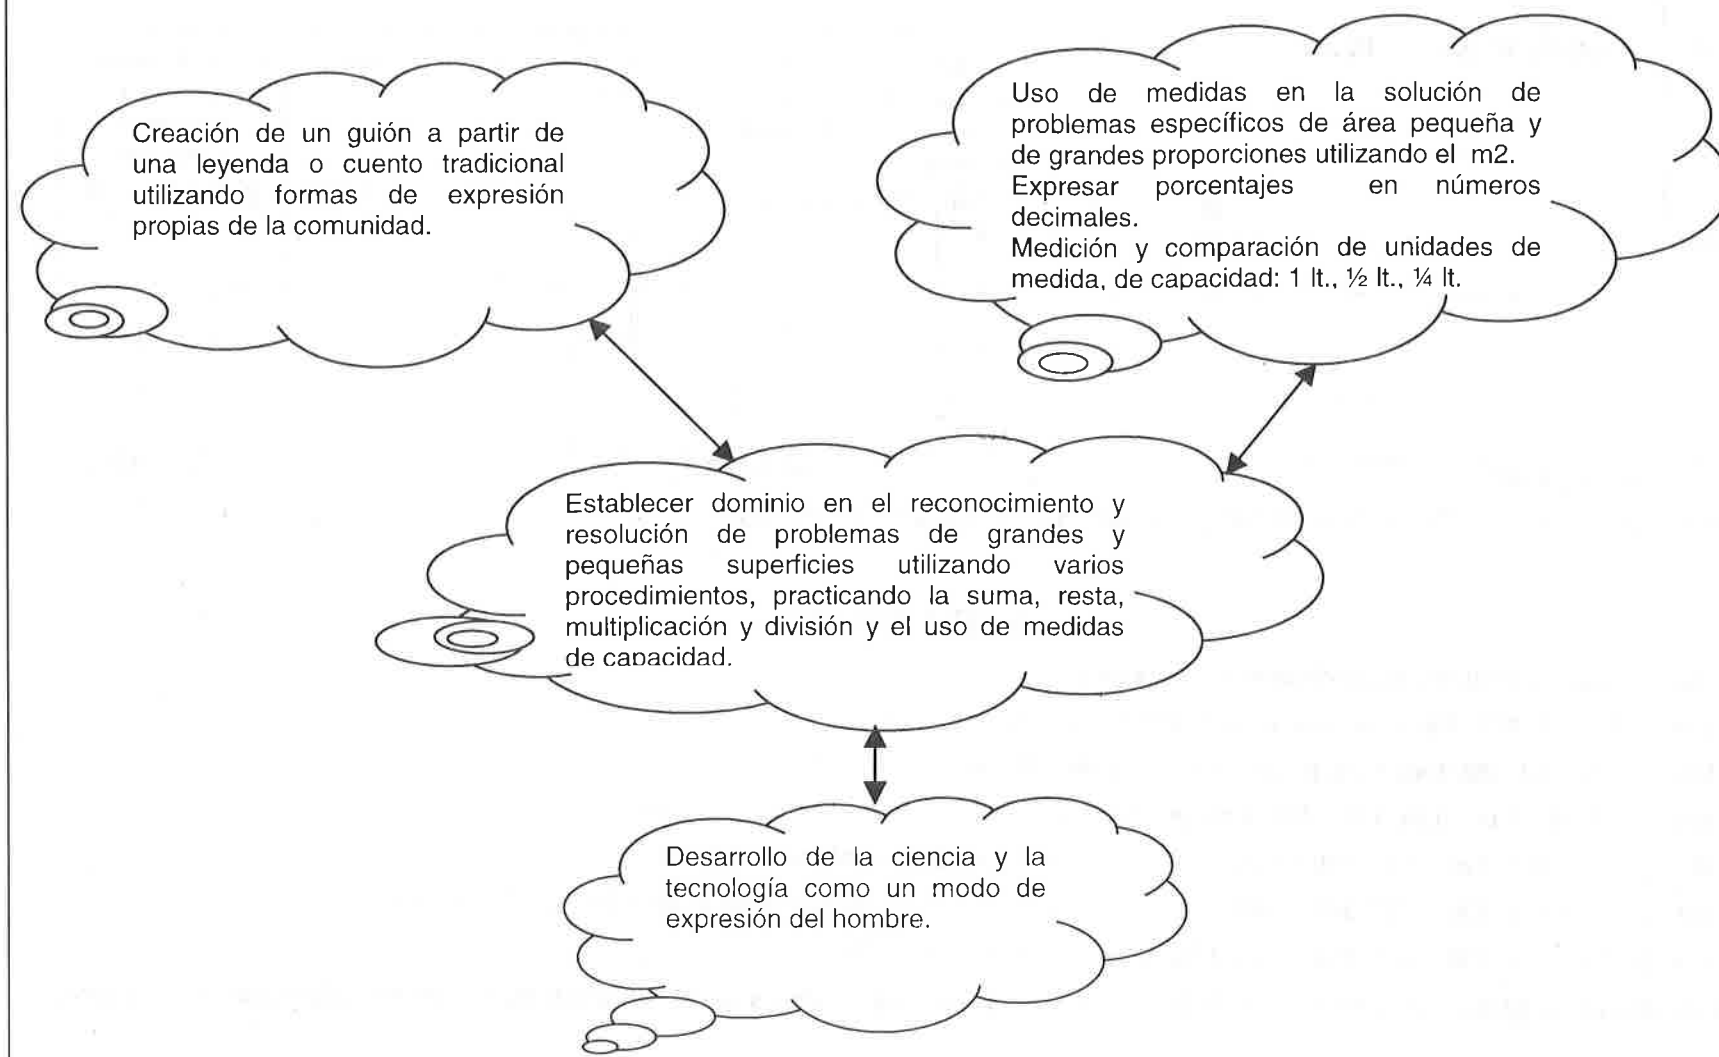 Creación de un guión a partir de
una leyenda o cuento tradicional
utilizando formas de expresión
propias de la comunidad.
Uso de medidas en la solución de
problemas específicos de área pequeña y
de grandes proporciones utilizando el m2.
Expresar porcentajes en números
decimales.
Medición y comparación de unidades de
medida, de capacidad: 1 lt., ½ lt., ¼ lt.
Establecer dominio en el reconocimiento y
resolución de problemas de grandes y
pequeñas superficies utilizando varios
procedimientos, practicando la suma, resta,
multiplicación y división y el uso de medidas
de capacidad.
Desarrollo de la ciencia y la
tecnología como un modo de
expresión del hombre.